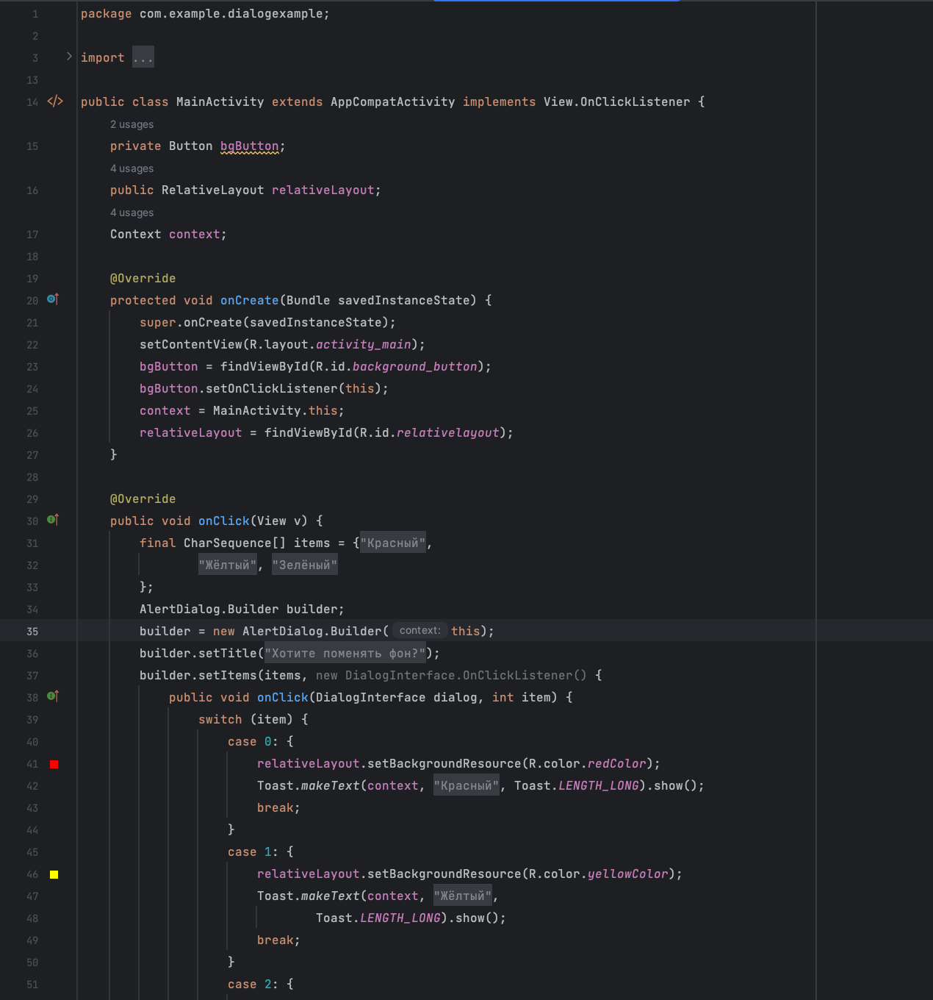 1 package com.example.dialogexample;
2
3 import ...
13
14 public class MainActivity extends AppCompatActivity implements View.OnClickListener {
2 usages
15 private Button bgButton;
4 usages
16 public RelativeLayout relativeLayout;
4 usages
17 Context context;
18
19 @Override
20 protected void onCreate(Bundle savedInstanceState) {
21 super.onCreate(savedInstanceState);
22 setContentView(R.layout.activity_main);
23 bgButton = findViewById(R.id.background_button);
24 bgButton.setOnClickListener(this);
25 context = MainActivity.this;
26 relativeLayout = findViewById(R.id.relativelayout);
27 }
28
29 @Override
30 public void onClick(View v) {
31 final CharSequence[] items = {"Красный",
32 "Жёлтый", "Зелёный"
33 };
34 AlertDialog.Builder builder;
35 builder = new AlertDialog.Builder( context: this);
36 builder.setTitle("Хотите поменять фон?");
37 builder.setItems(items, new DialogInterface.OnClickListener() {
38 public void onClick(DialogInterface dialog, int item) {
39 switch (item) {
40 case 0: {
41 relativeLayout.setBackgroundResource(R.color.redColor);
42 Toast.makeText(context, "Красный", Toast.LENGTH_LONG).show();
43 break;
44 }
45 case 1: {
46 relativeLayout.setBackgroundResource(R.color.yellowColor);
47 Toast.makeText(context, "Жёлтый",
48 Toast.LENGTH_LONG).show();
49 break;
50 }
51 case 2: {